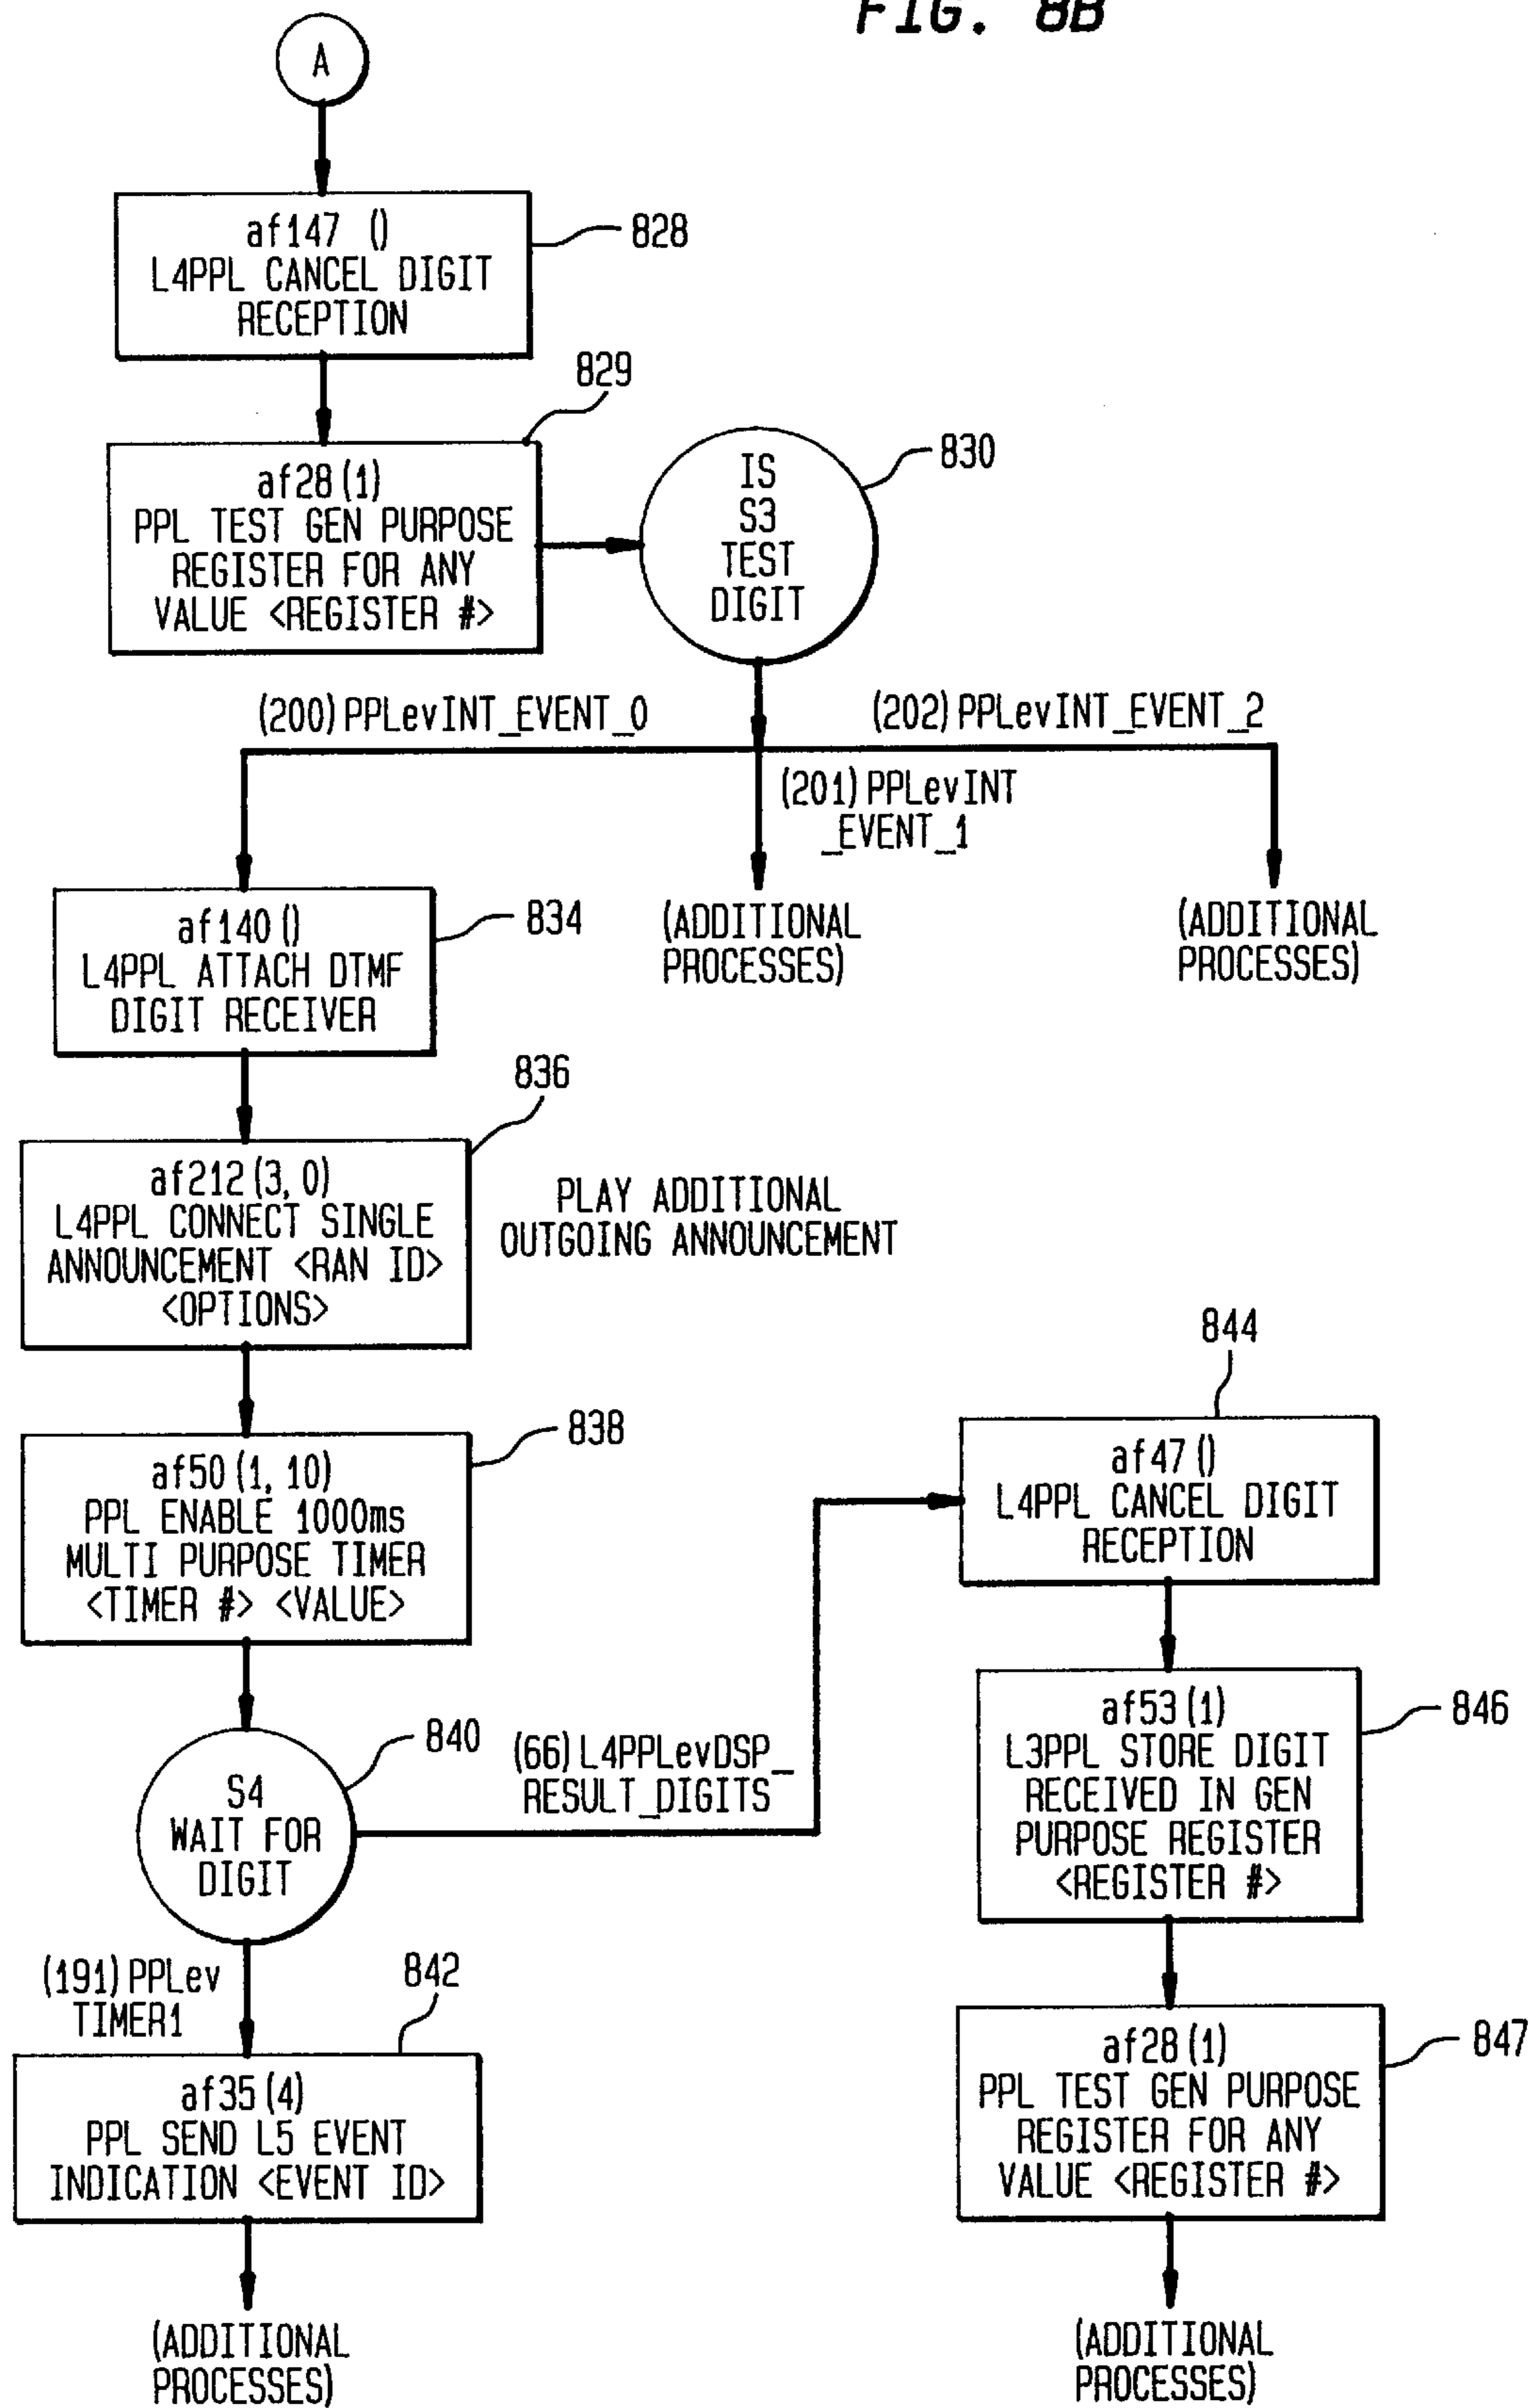 FIG. 8B
A
af147 ()
L4PPL CANCEL DIGIT
RECEPTION
828
829
af28 (1)
PPL TEST GEN PURPOSE
REGISTER FOR ANY
VALUE <REGISTER #>
IS
S3
TEST
DIGIT
830
(200) PPLevINT_EVENT_0
(202) PPLevINT_EVENT_2
(201) PPLevINT
_EVENT_1
af140 ()
L4PPL ATTACH DTMF
DIGIT RECEIVER
834
(ADDITIONAL
PROCESSES)
(ADDITIONAL
PROCESSES)
836
af212 (3, 0)
L4PPL CONNECT SINGLE
ANNOUNCEMENT <RAN ID>
<OPTIONS>
PLAY ADDITIONAL
OUTGOING ANNOUNCEMENT
838
af50 (1, 10)
PPL ENABLE 1000ms
MULTI PURPOSE TIMER
<TIMER #> <VALUE>
844
af47 ()
L4PPL CANCEL DIGIT
RECEPTION
S4
WAIT FOR
DIGIT
840
(66) L4PPLevDSP_
RESULT_DIGITS
af53 (1)
L3PPL STORE DIGIT
RECEIVED IN GEN
PURPOSE REGISTER
<REGISTER #>
846
(191) PPLev
TIMER1
842
af35 (4)
PPL SEND L5 EVENT
INDICATION <EVENT ID>
af28 (1)
PPL TEST GEN PURPOSE
REGISTER FOR ANY
VALUE <REGISTER #>
847
(ADDITIONAL
PROCESSES)
(ADDITIONAL
PROCESSES)